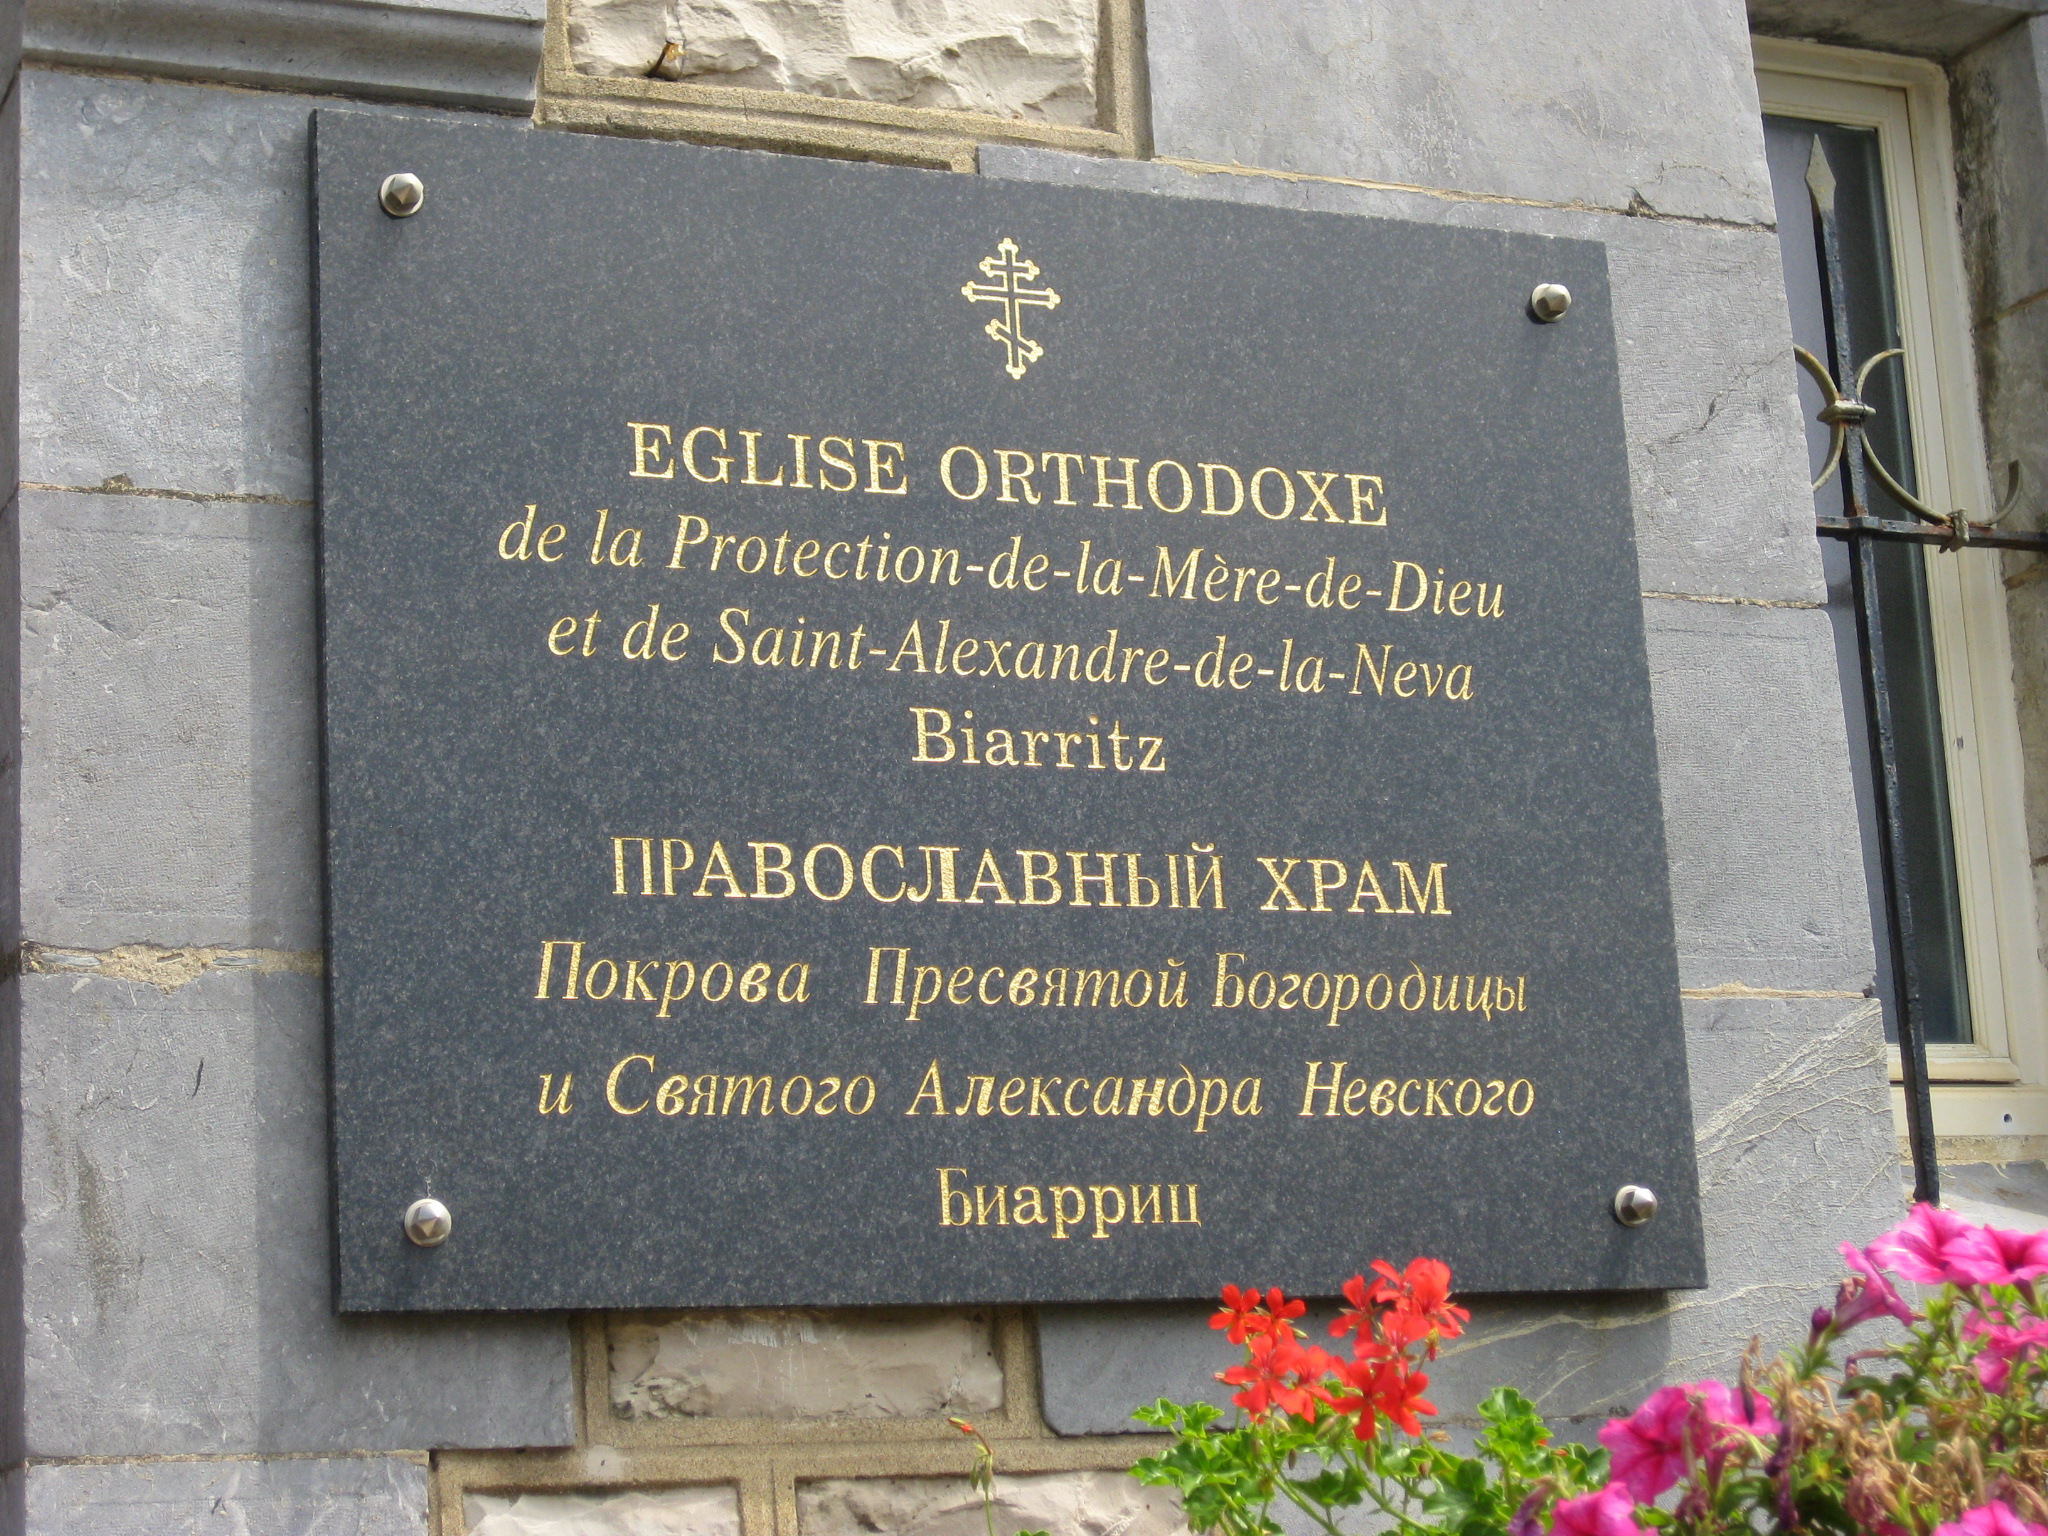 EGLISE ORTHODOXE
de la Protection-de-la-Mère-de-Dieu
et de Saint-Alexandre-de-la-Neva
Biarritz
ПРАВОСЛАВНЫЙ ХРАМ
Покрова Пресвятой Богородицы
и Святого Александра Невского
Биарриц